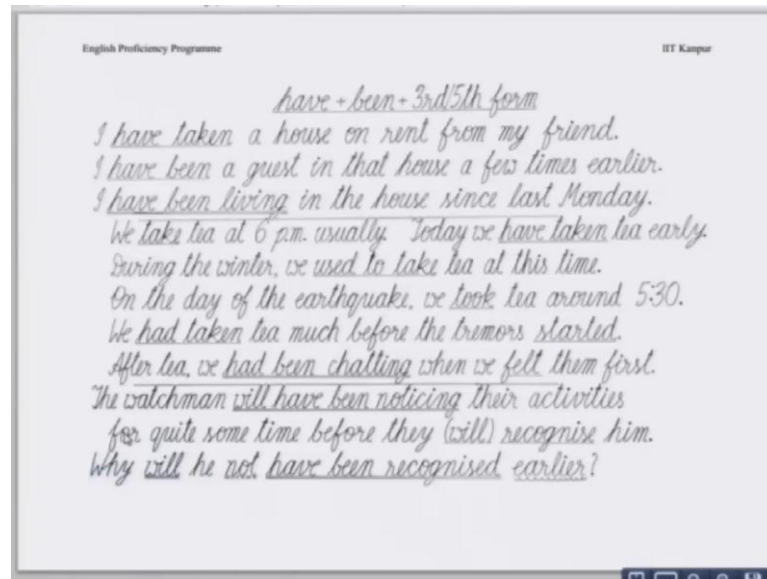 English Proficiency Programme IIT Kanpur
have + been + 3rd/5th form
I have taken a house on rent from my friend.
I have been a guest in that house a few times earlier.
I have been living in the house since last Monday.
We take tea at 6 p.m. usually. Today we have taken tea early.
During the winter, we used to take tea at this time.
On the day of the earthquake, we took tea around 5:30.
We had taken tea much before the tremors started.
After tea, we had been chatting when we felt them first.
The watchman will have been noticing their activities
for quite some time before they (will) recognise him.
Why will he not have been recognised earlier?